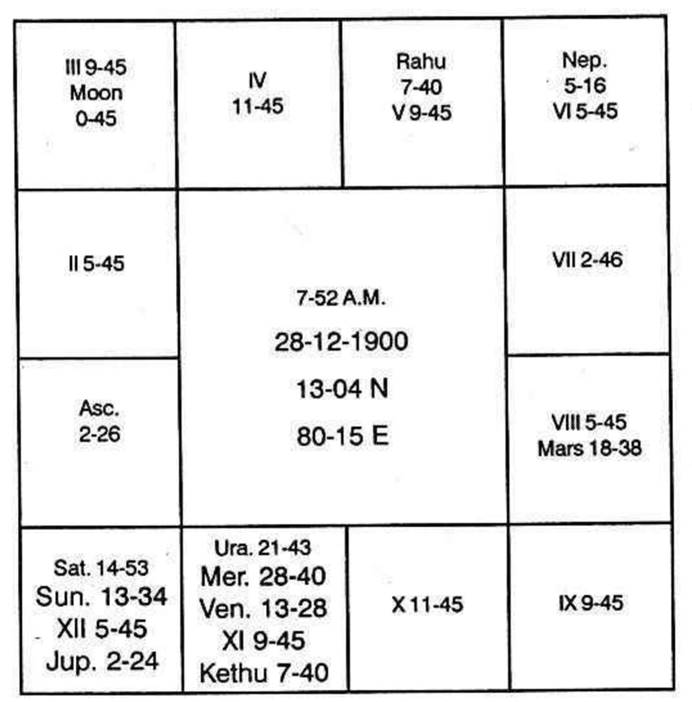 III 9-45
Moon
0-45
IV
11-45
Rahu
7-40
V 9-45
Nep.
5-16
VI 5-45
II 5-45
7-52 A.M.
28-12-1900
13-04 N
80-15 E
VII 2-46
Asc.
2-26
VIII 5-45
Mars 18-38
Sat. 14-53
Sun. 13-34
XII 5-45
Jup. 2-24
Ura. 21-43
Mer. 28-40
Ven. 13-28
XI 9-45
Kethu 7-40
X 11-45
IX 9-45